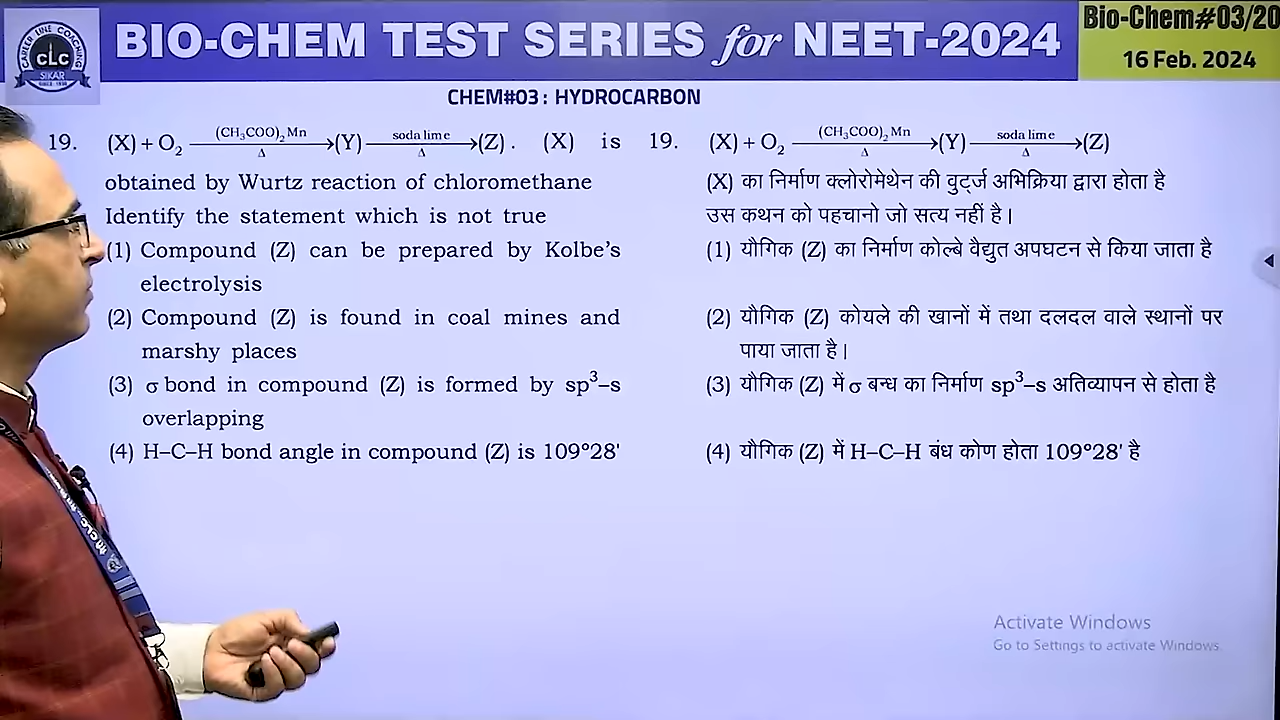 CAREER LINE COACHING
CLC
SIKAR
BIO-CHEM TEST SERIES for NEET-2024
Bio-Chem#03/20
16 Feb. 2024
CHEM#03 : HYDROCARBON
19. (X) + O₂ —(CH₃COO)₂Mn / Δ→ (Y) —soda lime / Δ→ (Z). (X) is
obtained by Wurtz reaction of chloromethane
Identify the statement which is not true
(1) Compound (Z) can be prepared by Kolbe's
electrolysis
(2) Compound (Z) is found in coal mines and
marshy places
(3) σ bond in compound (Z) is formed by sp³–s
overlapping
(4) H–C–H bond angle in compound (Z) is 109°28'
19. (X) + O₂ —(CH₃COO)₂Mn / Δ→ (Y) —soda lime / Δ→ (Z)
(X) का निर्माण क्लोरोमेथेन की वुर्ट्ज अभिक्रिया द्वारा होता है
उस कथन को पहचानो जो सत्य नहीं है।
(1) यौगिक (Z) का निर्माण कोल्बे वैद्युत अपघटन से किया जाता है
(2) यौगिक (Z) कोयले की खानों में तथा दलदल वाले स्थानों पर
पाया जाता है।
(3) यौगिक (Z) में σ बन्ध का निर्माण sp³–s अतिव्यापन से होता है
(4) यौगिक (Z) में H–C–H बंध कोण होता 109°28' है
Activate Windows
Go to Settings to activate Windows.